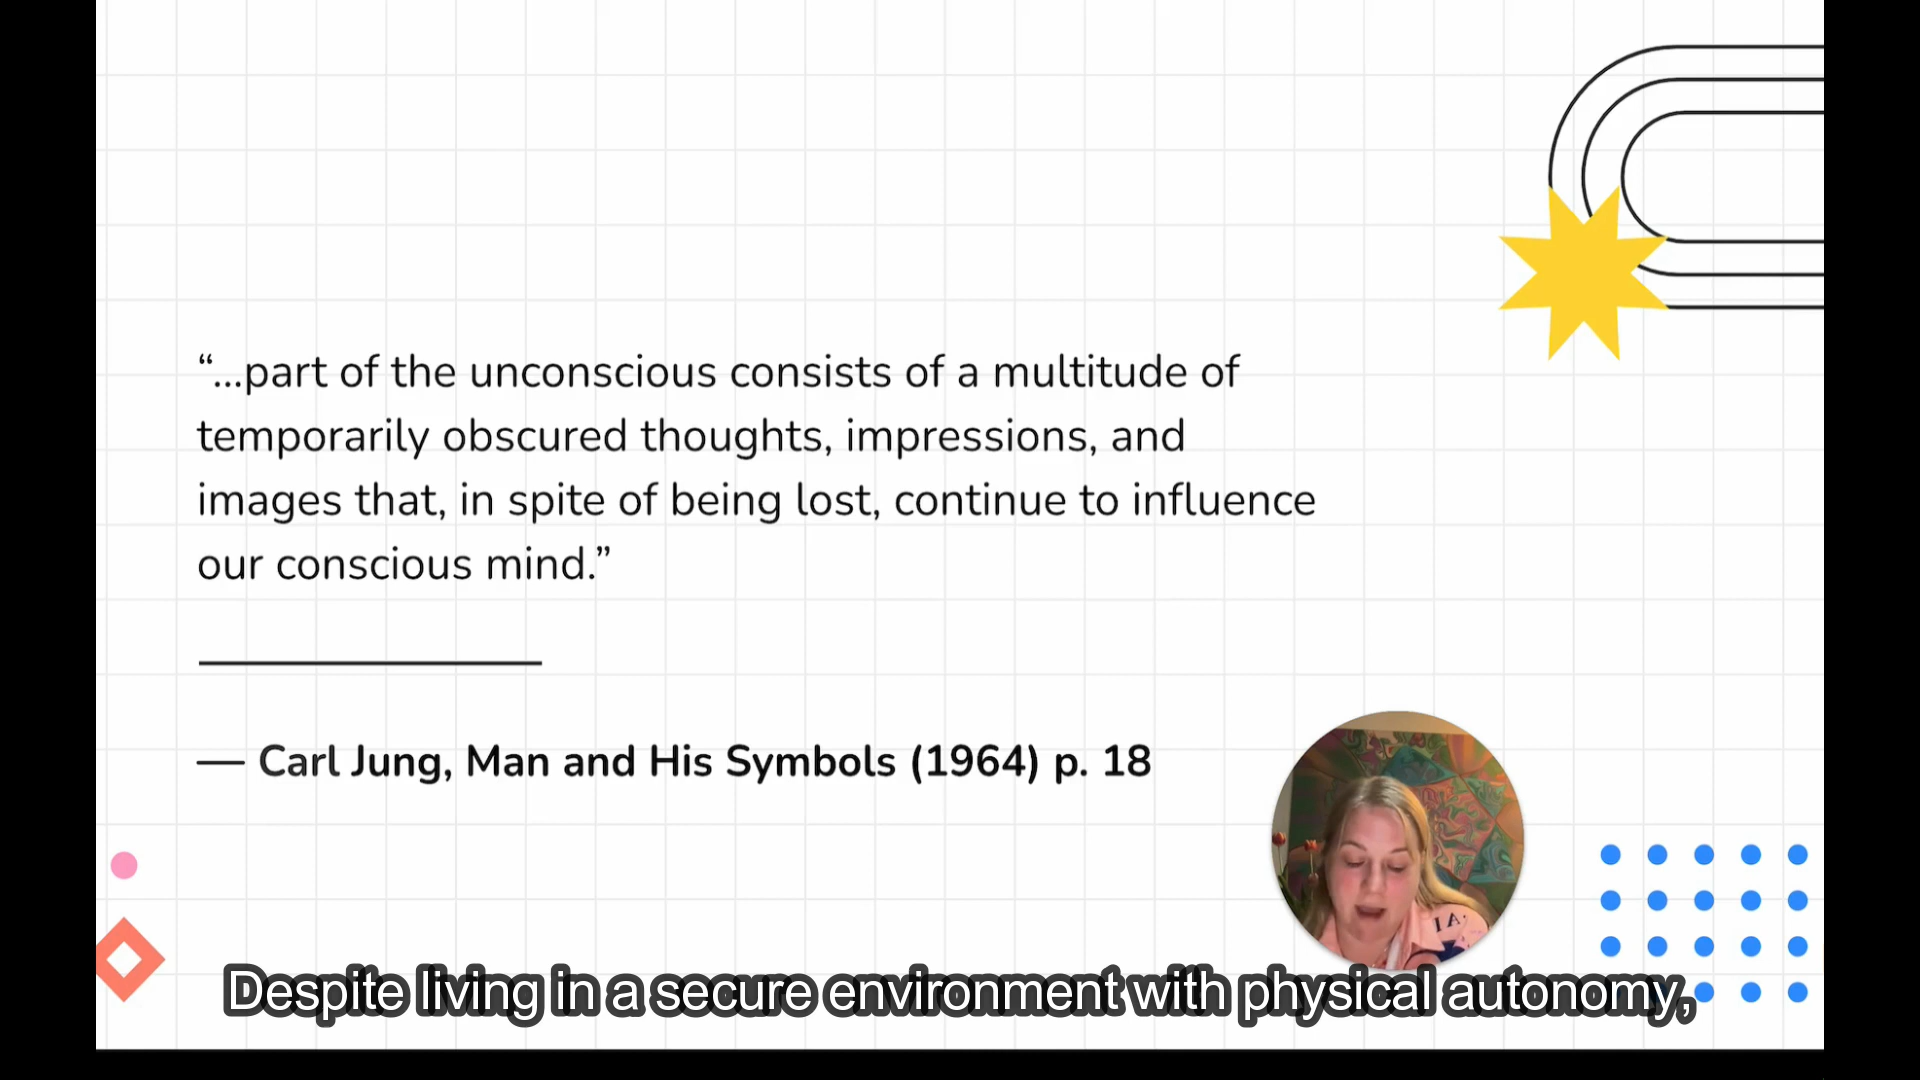 “...part of the unconscious consists of a multitude of
temporarily obscured thoughts, impressions, and
images that, in spite of being lost, continue to influence
our conscious mind.”
— Carl Jung, Man and His Symbols (1964) p. 18
Despite living in a secure environment with physical autonomy,